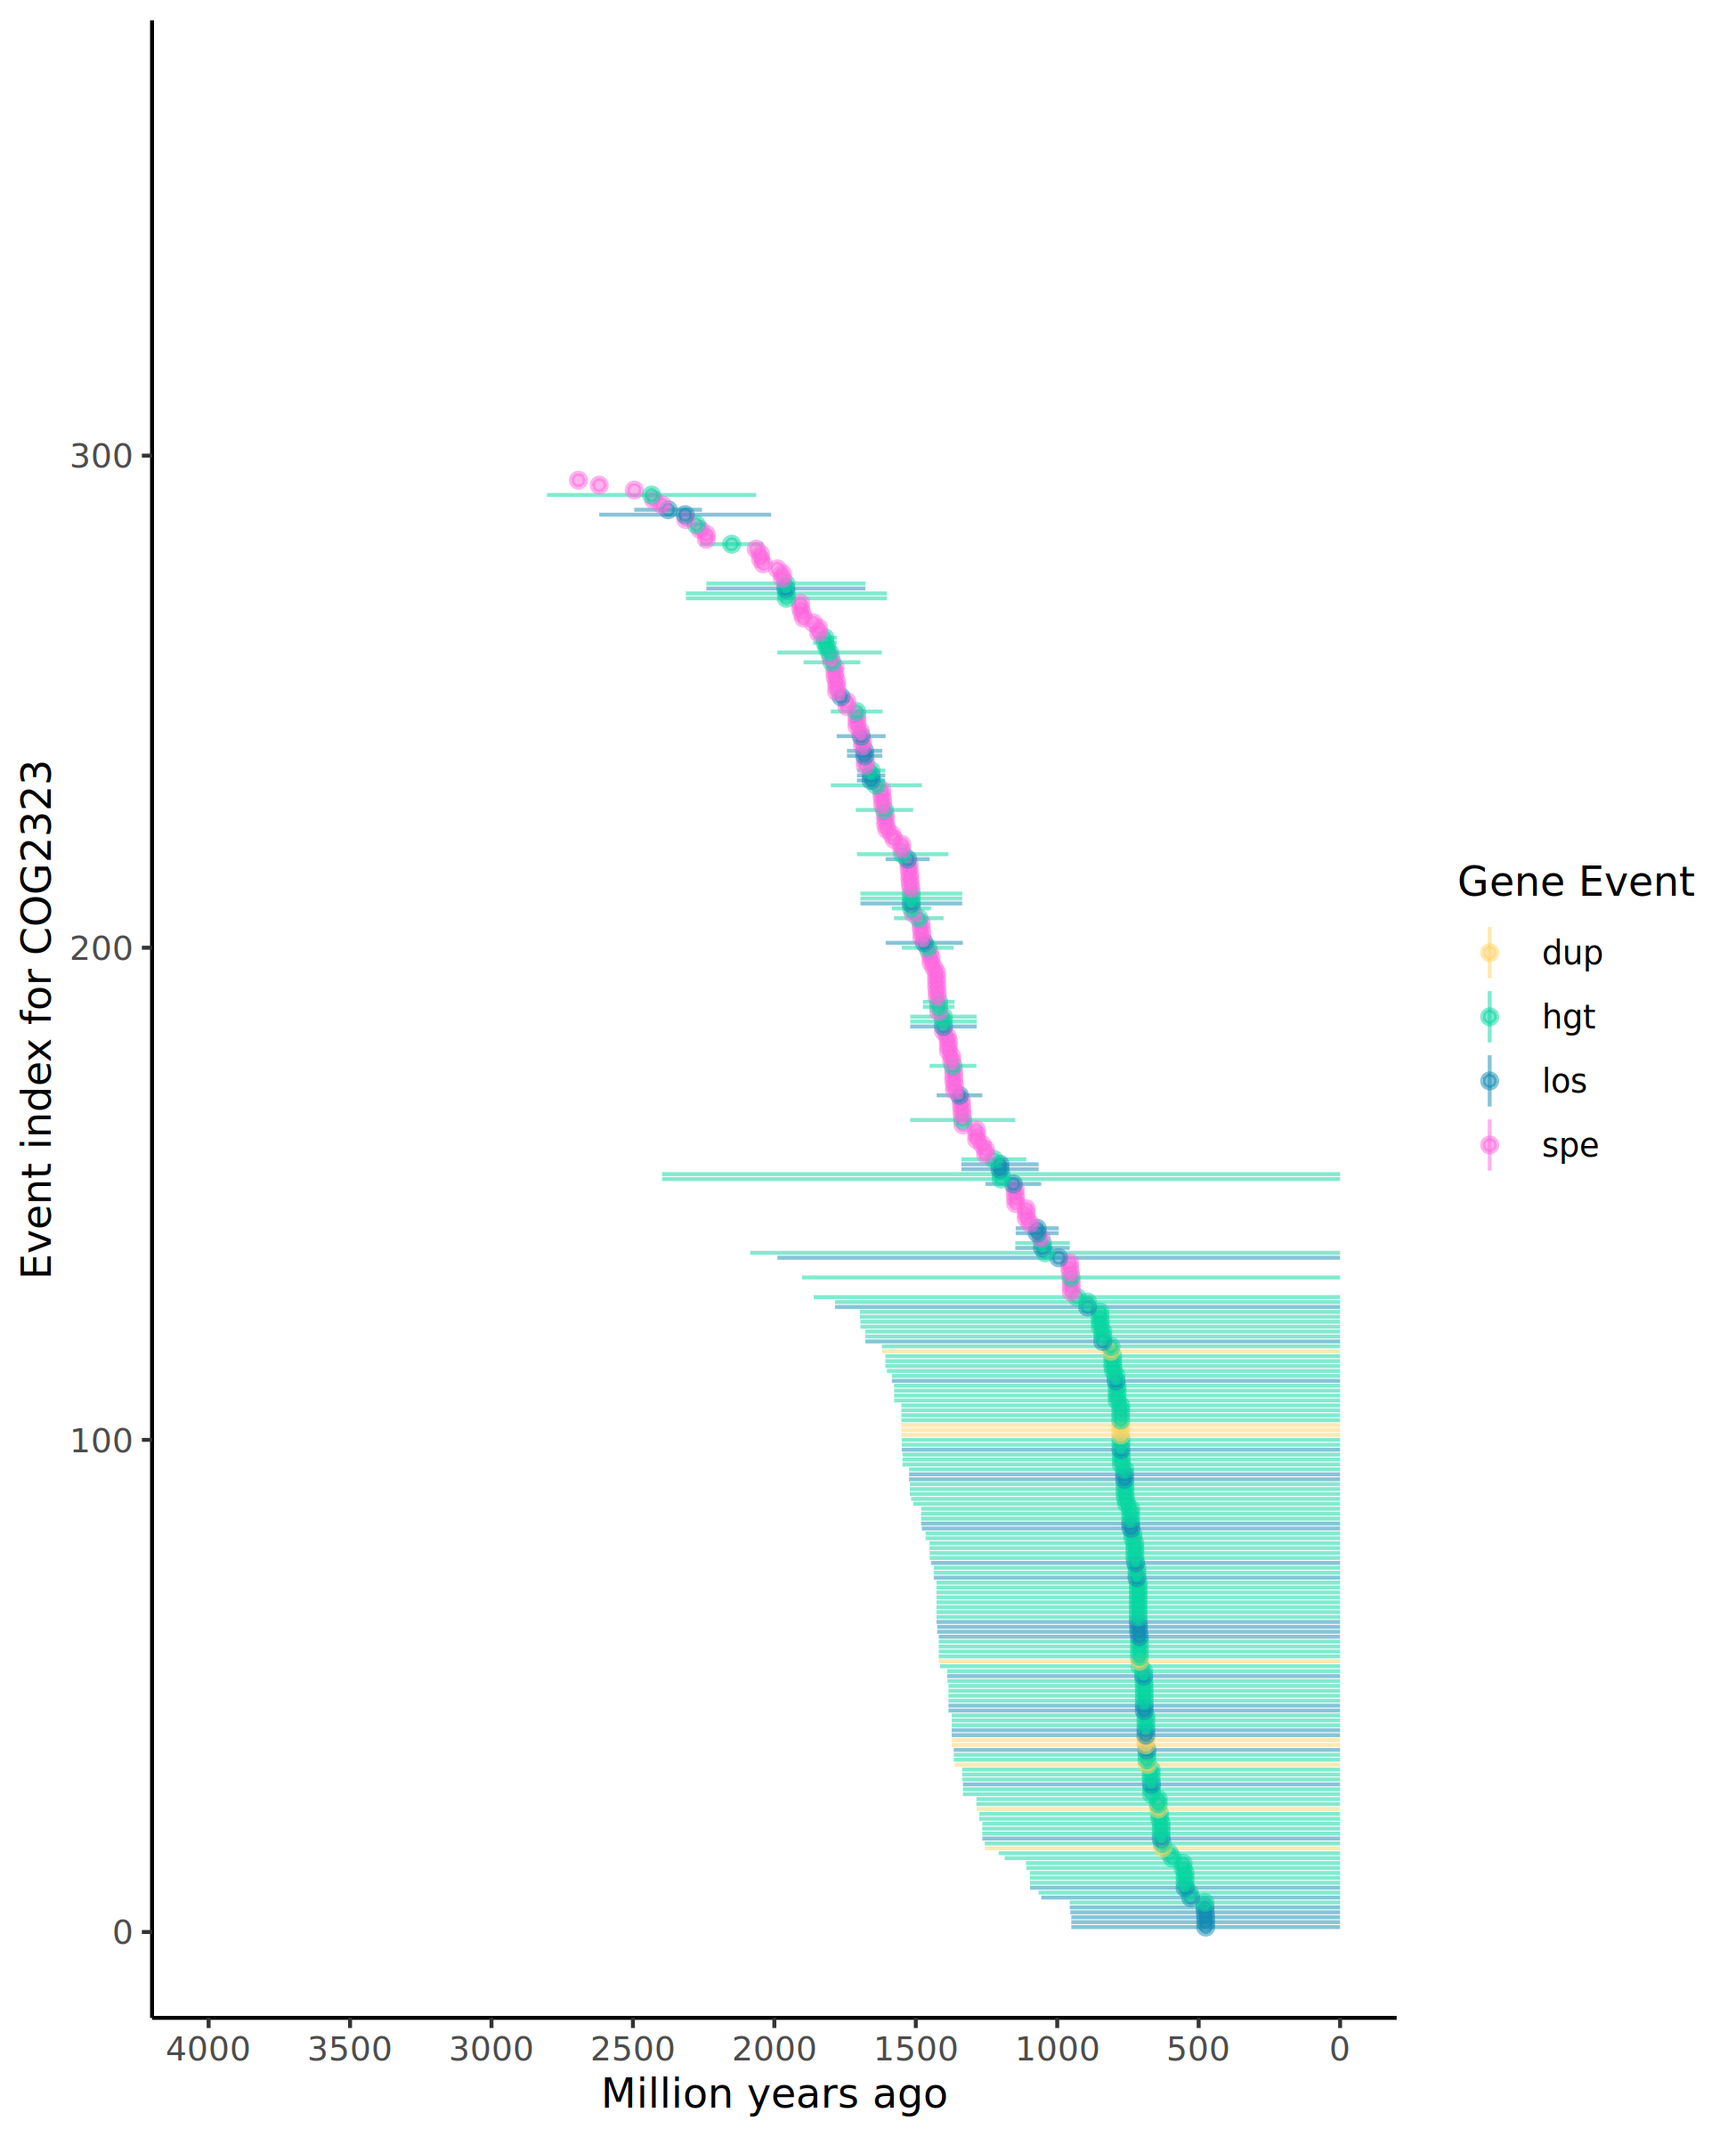 300
200
100
0
Event index for COG2323
4000 3500 3000 2500 2000 1500 1000 500 0
Million years ago
Gene Event
dup
hgt
los
spe